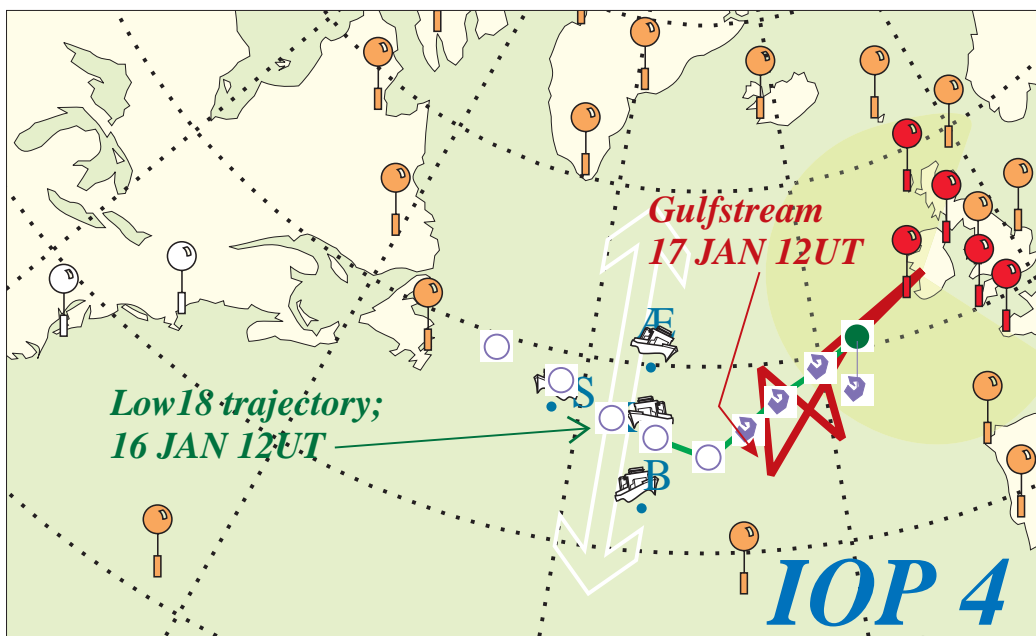 Gulfstream
17 JAN 12UT
Æ
S
Low18 trajectory;
16 JAN 12UT
B
IOP 4